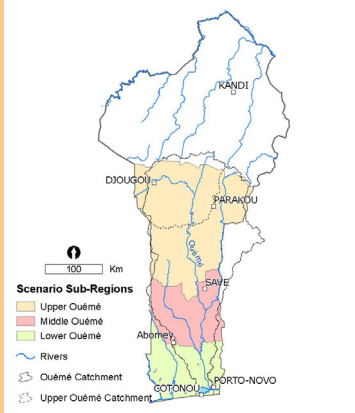 KANDI
DJOUGOU
PARAKOU
Ouémé
100 Km
SAVE
Scenario Sub-Regions
Upper Ouémé
Middle Ouémé
Lower Ouémé
Abomey
Rivers
Ouémé Catchment
PORTO-NOVO
COTONOU
Upper Ouémé Catchment